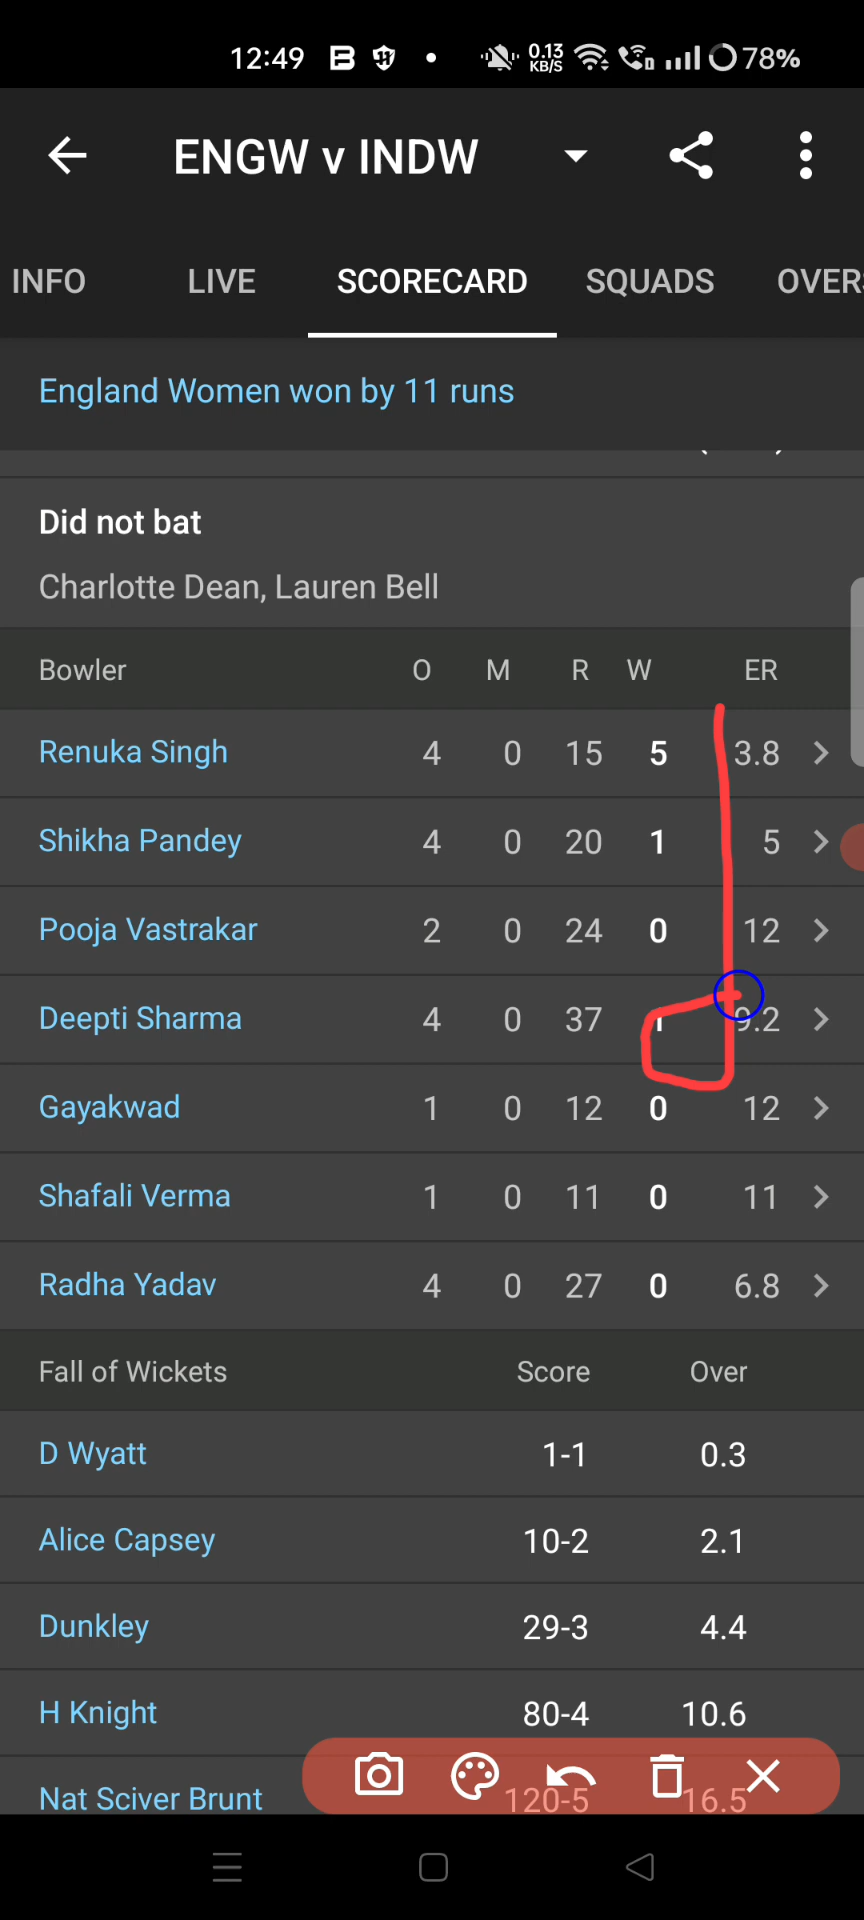 12:49 0.13 KB/S 78%
ENGW v INDW
INFO LIVE SCORECARD SQUADS OVERS
England Women won by 11 runs
Did not bat
Charlotte Dean, Lauren Bell
Bowler O M R W ER
Renuka Singh 4 0 15 5 3.8
Shikha Pandey 4 0 20 1 5
Pooja Vastrakar 2 0 24 0 12
Deepti Sharma 4 0 37 1 9.2
Gayakwad 1 0 12 0 12
Shafali Verma 1 0 11 0 11
Radha Yadav 4 0 27 0 6.8
Fall of Wickets Score Over
D Wyatt 1-1 0.3
Alice Capsey 10-2 2.1
Dunkley 29-3 4.4
H Knight 80-4 10.6
Nat Sciver Brunt 120-5 16.5